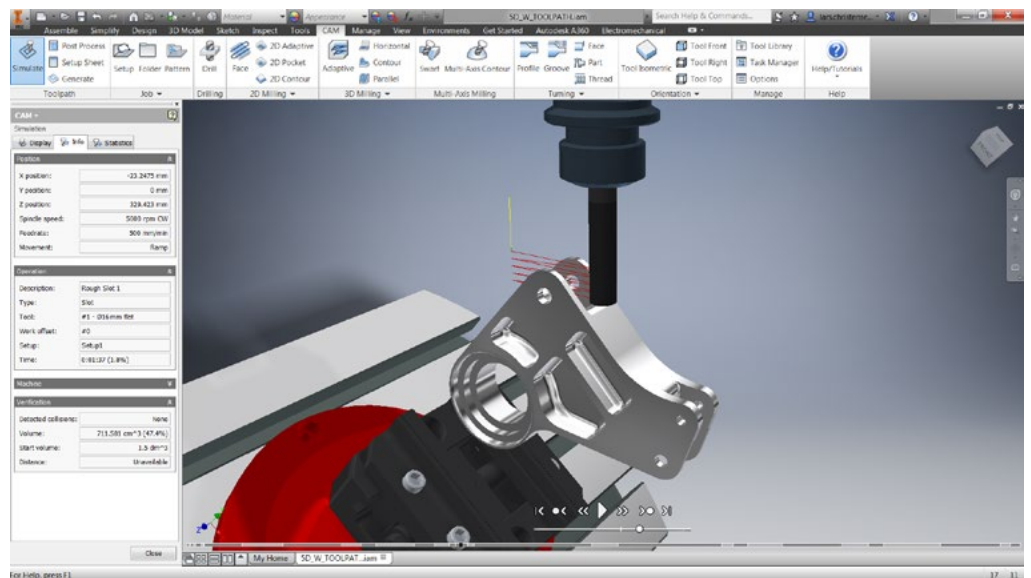 Material
Appearance
5D_W_TOOLPATH.iam
Search Help & Commands...
Assemble Simplify Design 3D Model Sketch Inspect Tools CAM Manage View Environments Get Started Autodesk A360 Electromechanical
Simulate
Post Process
Setup Sheet
Generate
Setup Folder Pattern
Drill
Face
2D Adaptive
2D Pocket
2D Contour
Adaptive
Horizontal
Contour
Parallel
Swarf Multi-Axis Contour
Profile Groove
Face
Part
Thread
Tool Isometric
Tool Front
Tool Right
Tool Top
Tool Library
Task Manager
Options
Help/Tutorials
Toolpath Job Drilling 2D Milling 3D Milling Multi-Axis Milling Turning Orientation Manage Help
CAM
Simulation
Display Info Statistics
Position
X position: -23.2475 mm
Y position: 0 mm
Z position: 328.423 mm
Spindle speed: 5000 rpm CW
Feedrate: 500 mm/min
Movement: Ramp
Operation
Description: Rough Slot 1
Type: Slot
Tool: #1 - Ø16mm flat
Work offset: #0
Setup: Setup1
Time: 0:01:37 (1.8%)
Machine
Verification
Detected collisions: None
Volume: 711.581 cm^3 (47.4%)
Start volume: 1.5 dm^3
Distance: Unavailable
Close
My Home 5D_W_TOOLPAT...iam
For Help, press F1
37 31